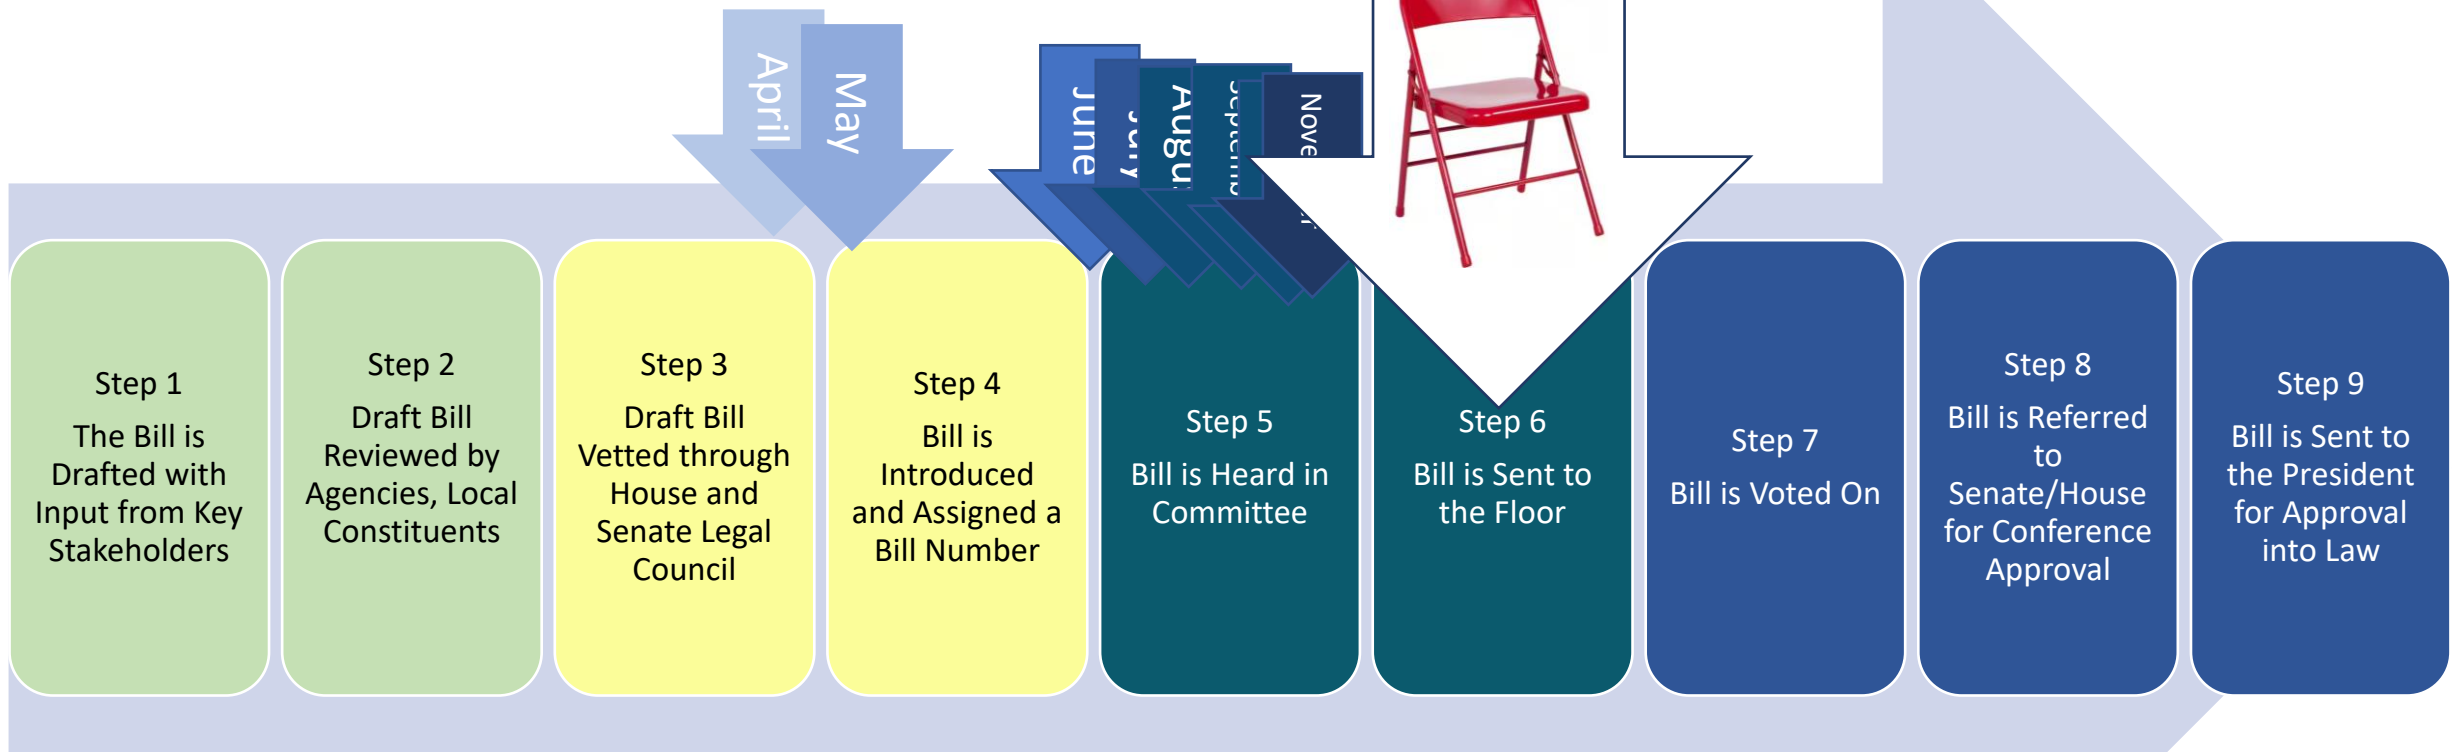 April
May
June
July
Step 1
The Bill is
Drafted with
Input from Key
Stakeholders
Step 2
Draft Bill
Reviewed by
Agencies, Local
Constituents
Step 3
Draft Bill
Vetted through
House and
Senate Legal
Council
Step 4
Bill is
Introduced
and Assigned a
Bill Number
Step 5
Bill is Heard in
Committee
Step 6
Bill is Sent to
the Floor
Step 7
Bill is Voted On
Step 8
Bill is Referred
to
Senate/House
for Conference
Approval
Step 9
Bill is Sent to
the President
for Approval
into Law